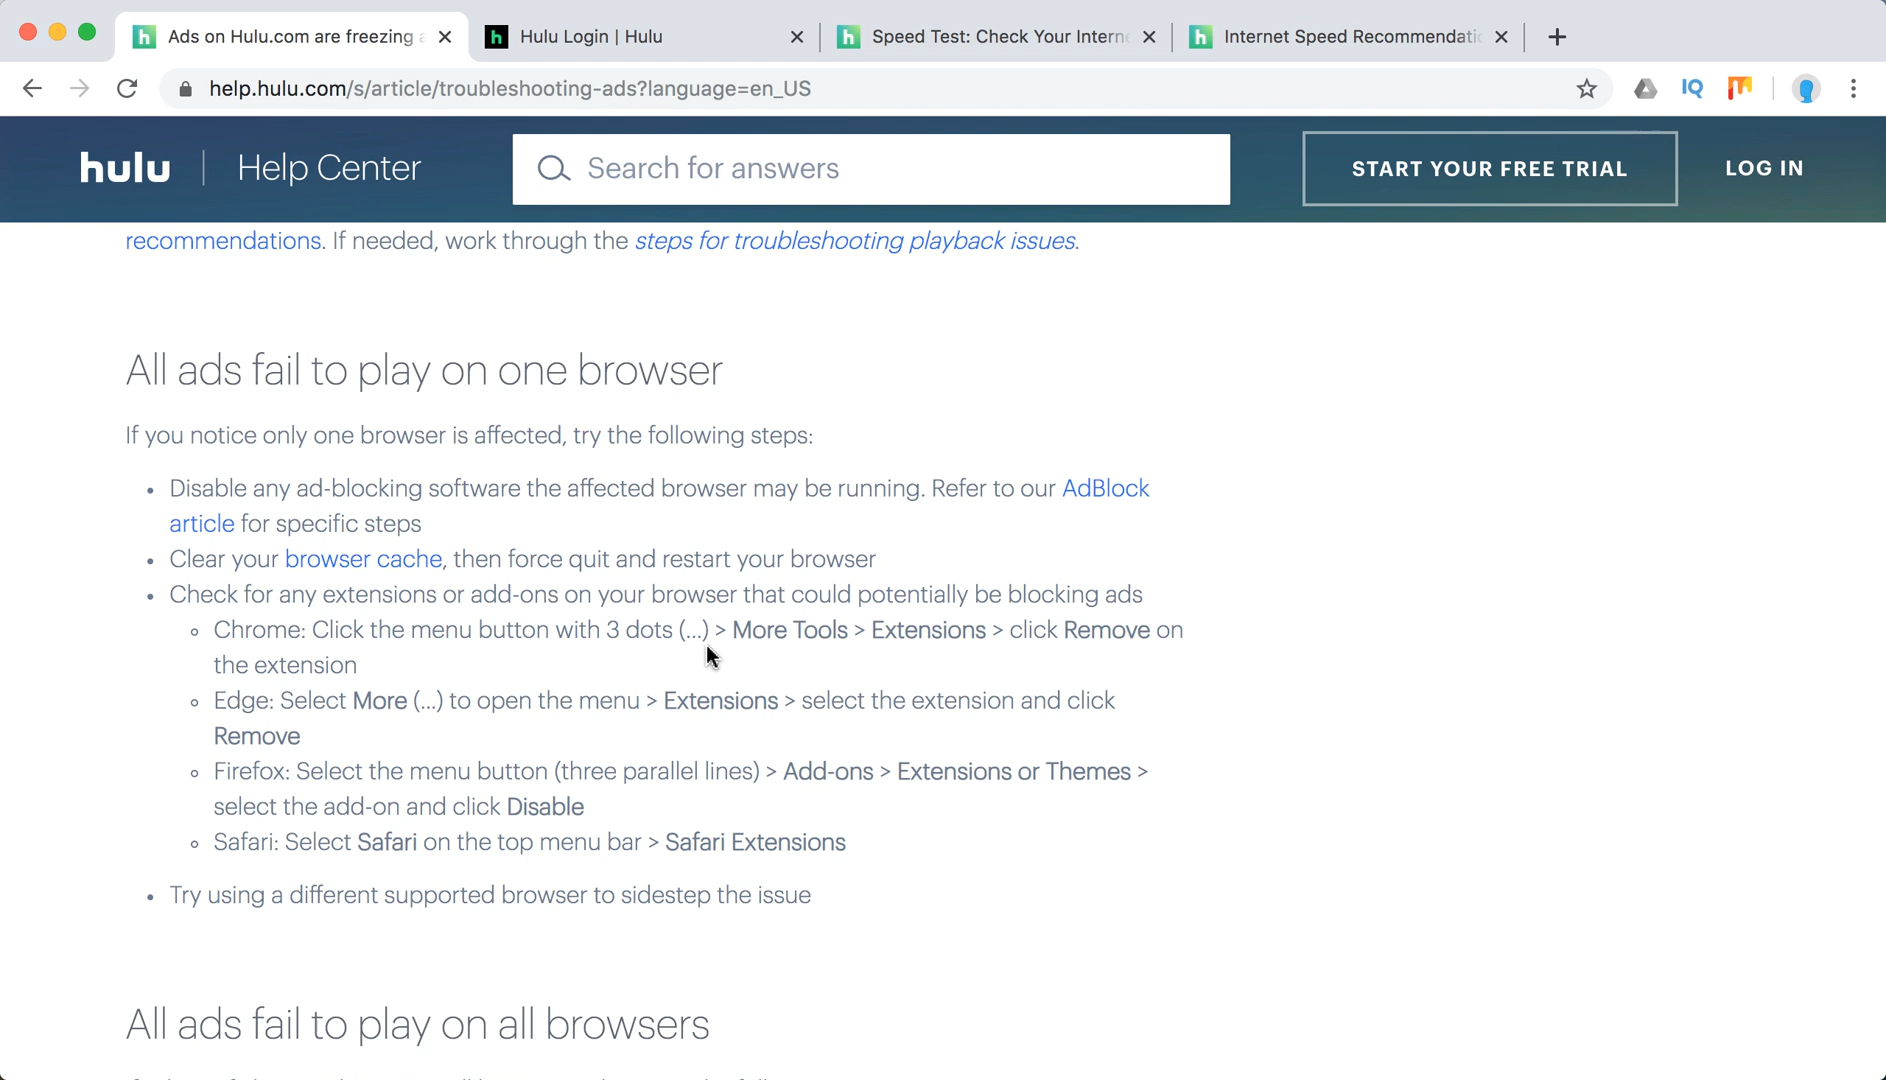 Ads on Hulu.com are freezing
Hulu Login | Hulu
Speed Test: Check Your Intern
Internet Speed Recommendati
help.hulu.com/s/article/troubleshooting-ads?language=en_US
IQ
hulu
Help Center
Search for answers
START YOUR FREE TRIAL
LOG IN
recommendations. If needed, work through the steps for troubleshooting playback issues.
All ads fail to play on one browser
If you notice only one browser is affected, try the following steps:
• Disable any ad-blocking software the affected browser may be running. Refer to our AdBlock
article for specific steps
• Clear your browser cache, then force quit and restart your browser
• Check for any extensions or add-ons on your browser that could potentially be blocking ads
◦ Chrome: Click the menu button with 3 dots (...) > More Tools > Extensions > click Remove on
the extension
◦ Edge: Select More (...) to open the menu > Extensions > select the extension and click
Remove
◦ Firefox: Select the menu button (three parallel lines) > Add-ons > Extensions or Themes >
select the add-on and click Disable
◦ Safari: Select Safari on the top menu bar > Safari Extensions
• Try using a different supported browser to sidestep the issue
All ads fail to play on all browsers